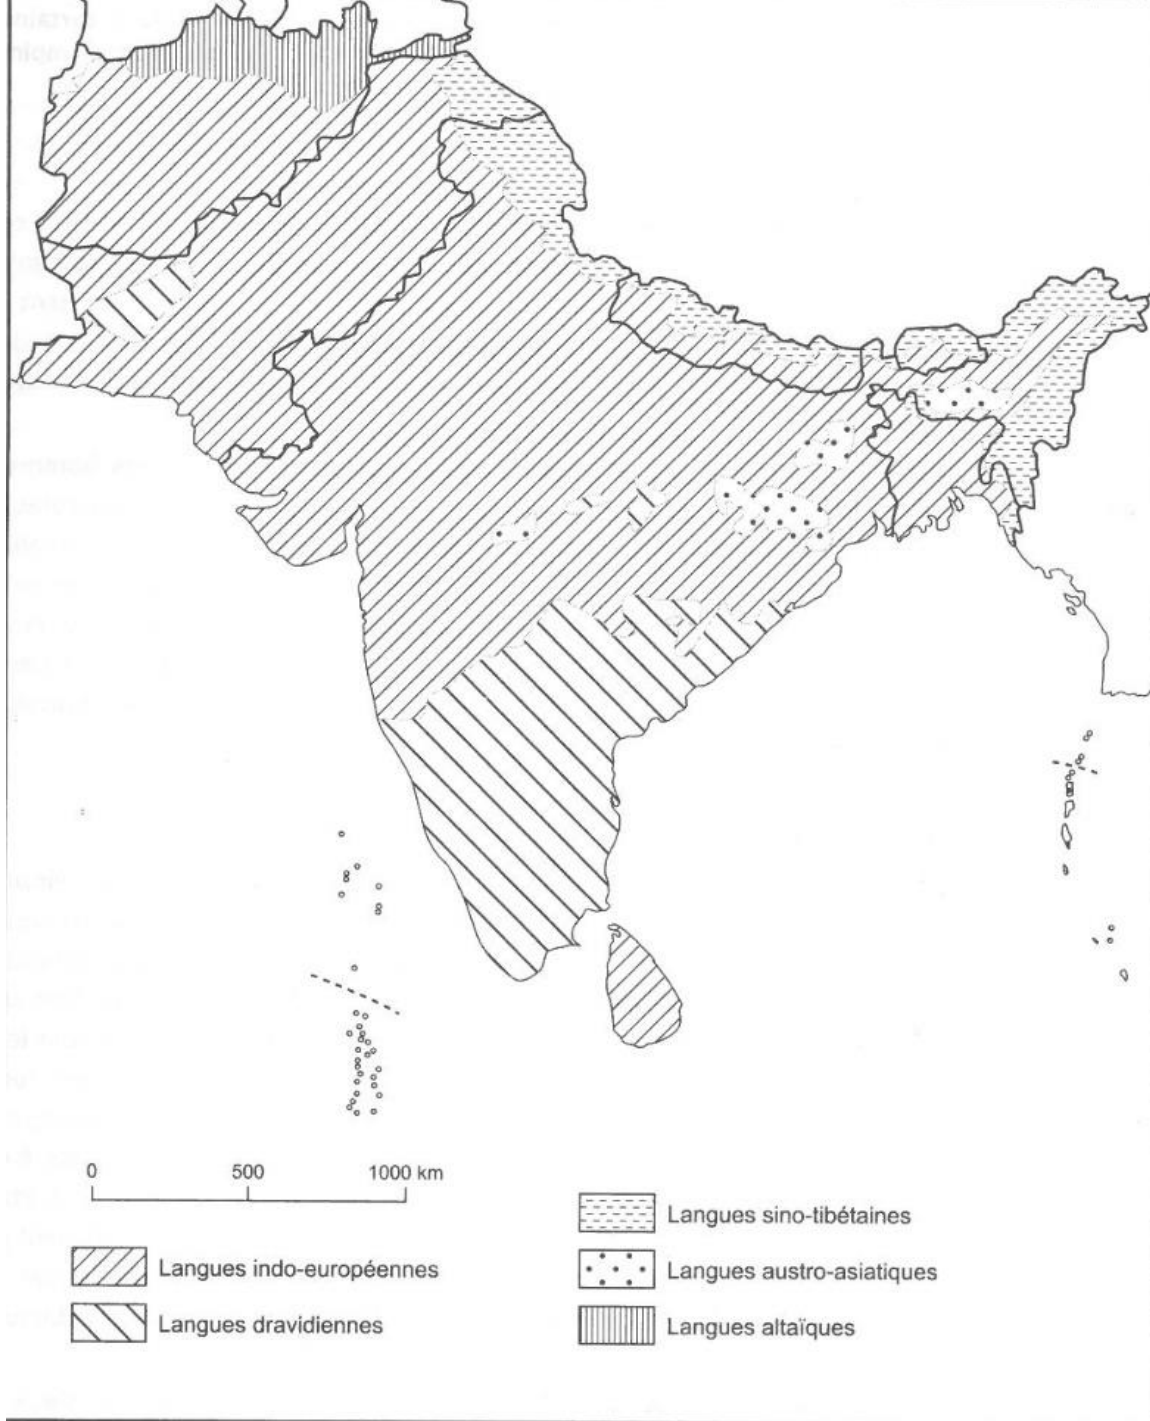 0 500 1000 km
Langues indo-européennes
Langues dravidiennes
Langues sino-tibétaines
Langues austro-asiatiques
Langues altaïques